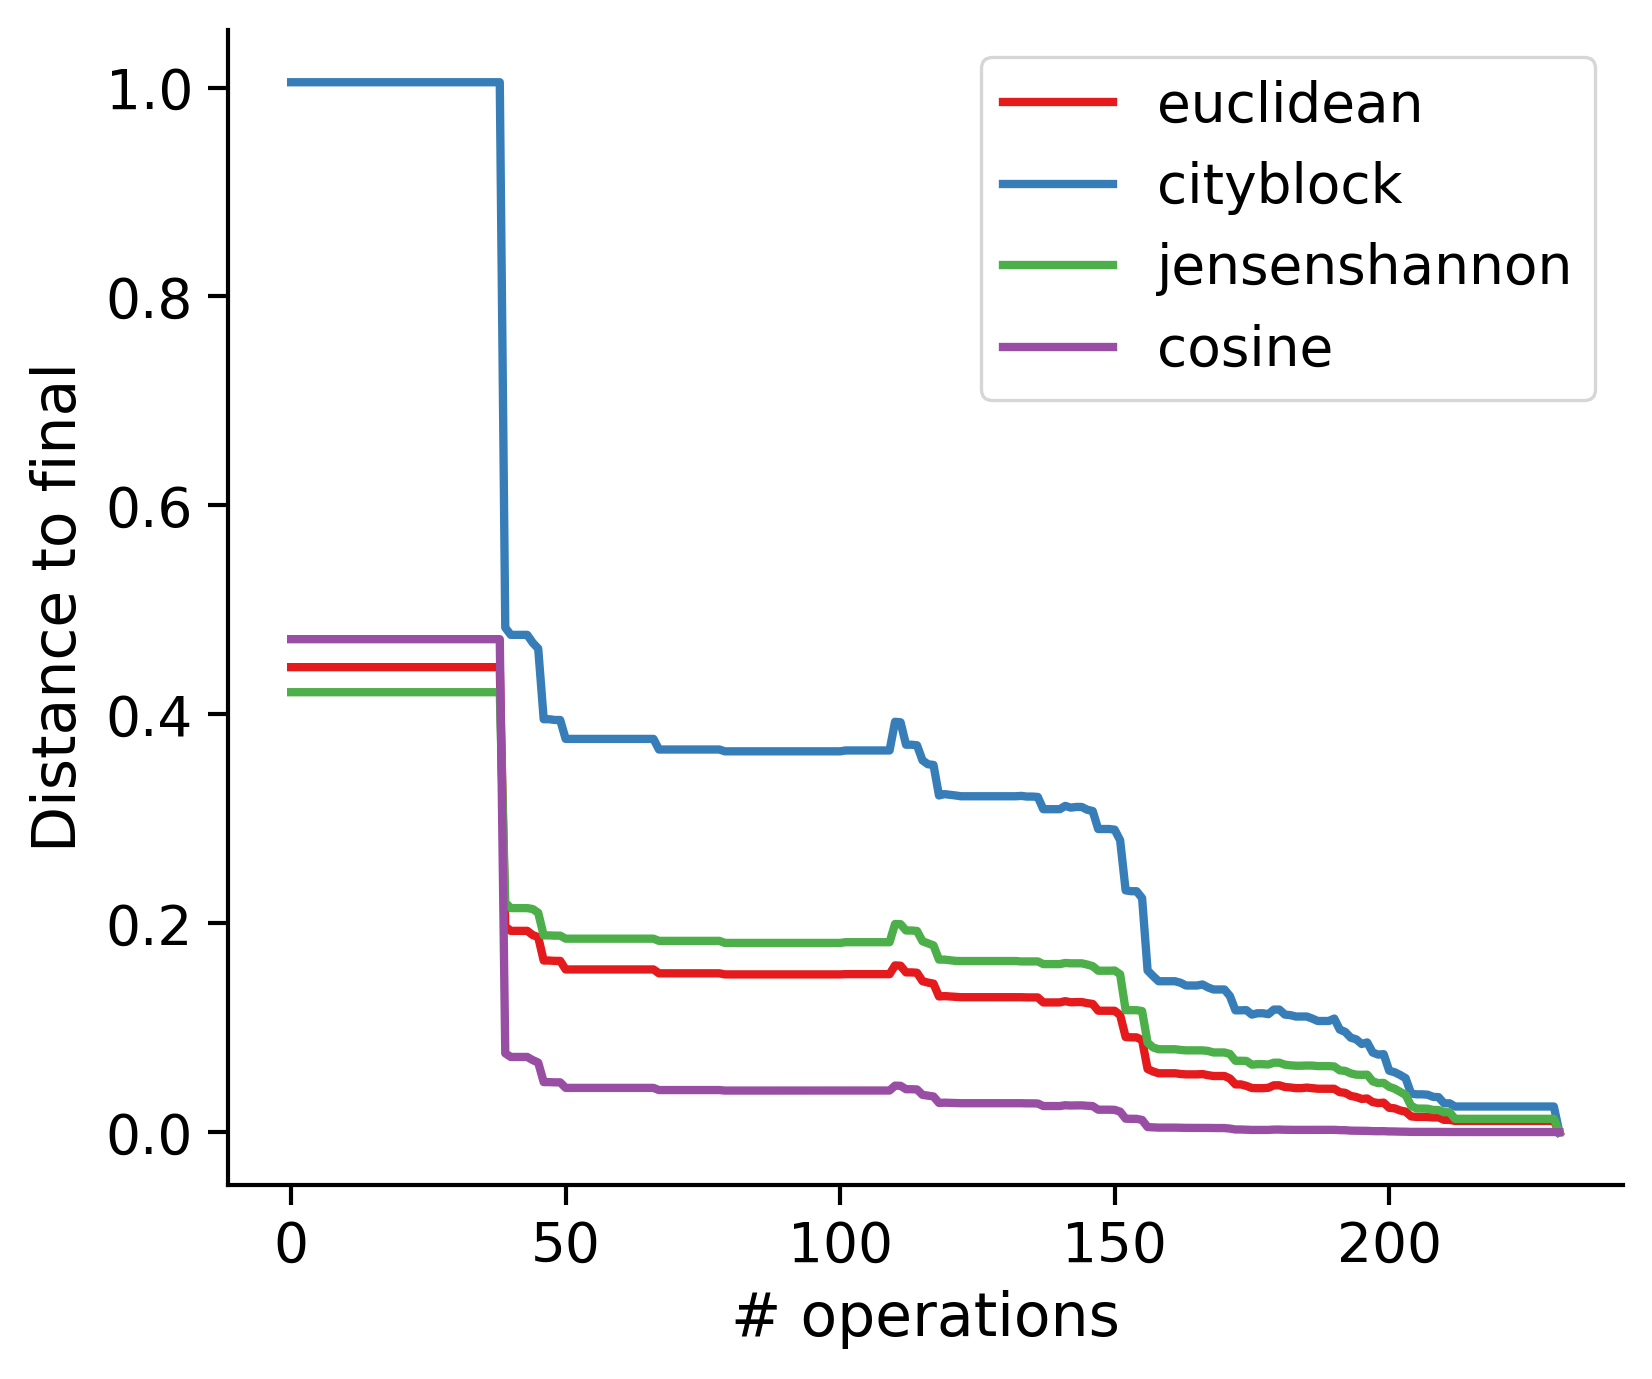 euclidean
cityblock
jensenshannon
cosine
Distance to final
1.0
0.8
0.6
0.4
0.2
0.0
0 50 100 150 200
# operations